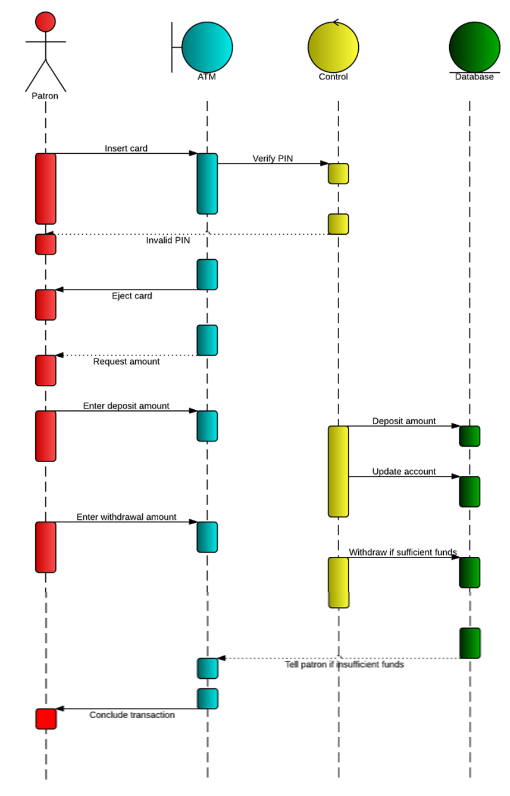 Patron
ATM
Control
Database
Insert card
Verify PIN
Invalid PIN
Eject card
Request amount
Enter deposit amount
Deposit amount
Update account
Enter withdrawal amount
Withdraw if sufficient funds
Tell patron if insufficient funds
Conclude transaction